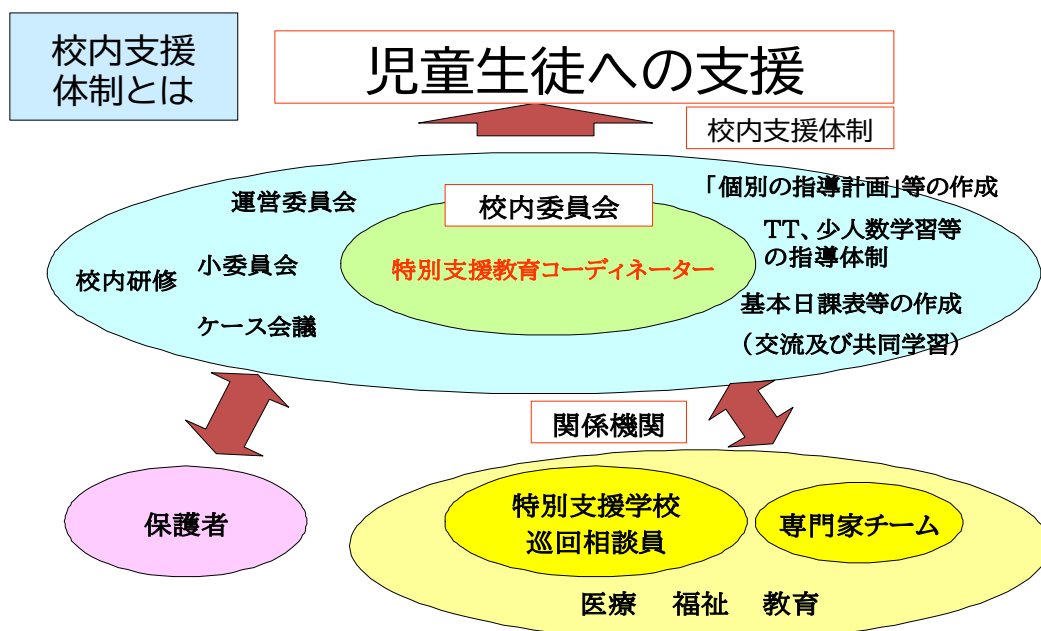 校内支援
体制とは
児童生徒への支援
校内支援体制
運営委員会
校内委員会
「個別の指導計画」等の作成
TT、少人数学習等
の指導体制
小委員会
特別支援教育コーディネーター
校内研修
基本日課表等の作成
ケース会議
（交流及び共同学習）
関係機関
保護者
特別支援学校
巡回相談員
専門家チーム
医療　福祉　教育